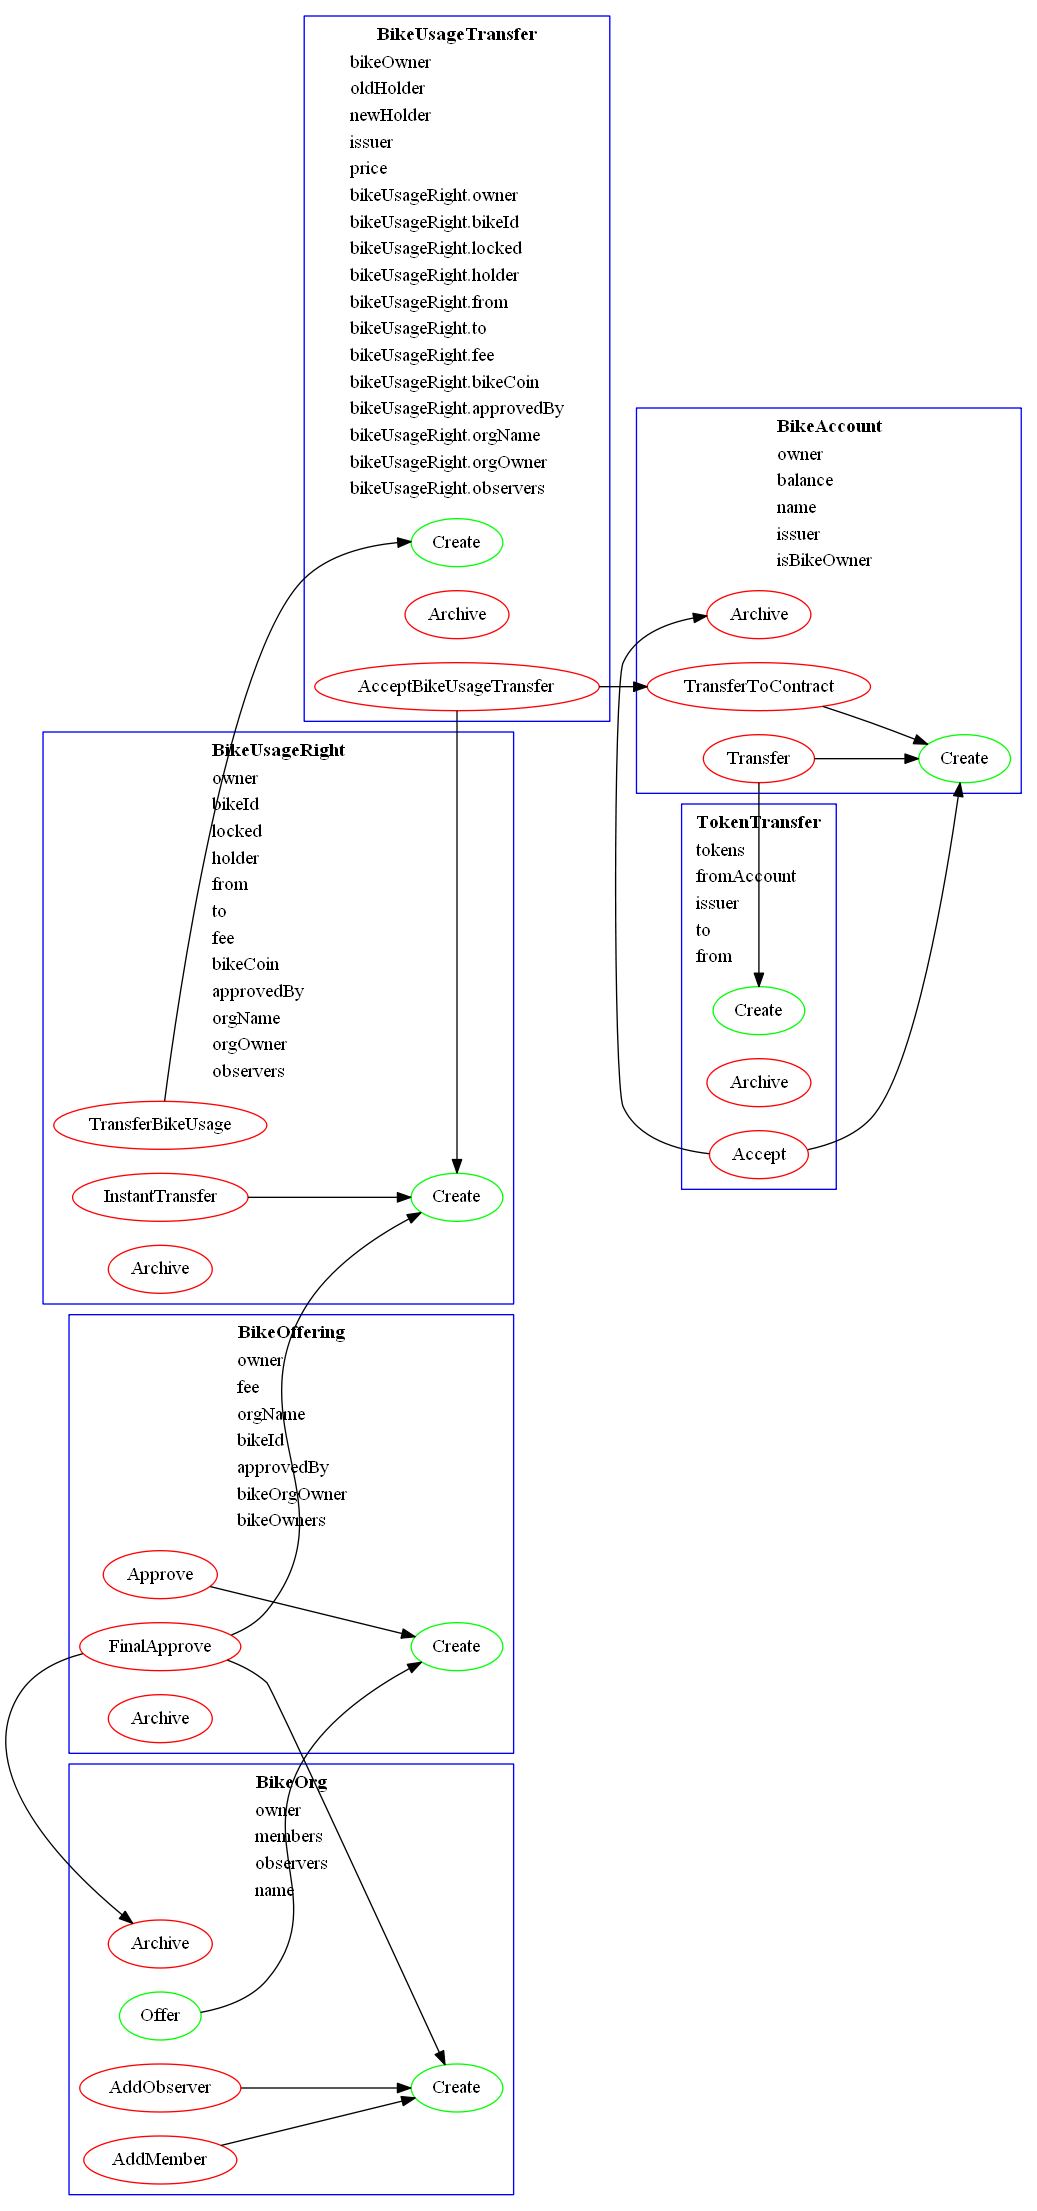 BikeUsageTransfer
bikeOwner
oldHolder
newHolder
issuer
price
bikeUsageRight.owner
bikeUsageRight.bikeId
bikeUsageRight.locked
bikeUsageRight.holder
bikeUsageRight.from
bikeUsageRight.to
bikeUsageRight.fee
bikeUsageRight.bikeCoin
bikeUsageRight.approvedBy
bikeUsageRight.orgName
bikeUsageRight.orgOwner
bikeUsageRight.observers
Create
Archive
AcceptBikeUsageTransfer
BikeAccount
owner
balance
name
issuer
isBikeOwner
Archive
TransferToContract
Transfer
Create
TokenTransfer
tokens
fromAccount
issuer
to
from
Create
Archive
Accept
BikeUsageRight
owner
bikeId
locked
holder
from
to
fee
bikeCoin
approvedBy
orgName
orgOwner
observers
TransferBikeUsage
InstantTransfer
Create
Archive
BikeOffering
owner
fee
orgName
bikeId
approvedBy
bikeOrgOwner
bikeOwners
Approve
FinalApprove
Create
Archive
BikeOrg
owner
members
observers
name
Archive
Offer
AddObserver
Create
AddMember